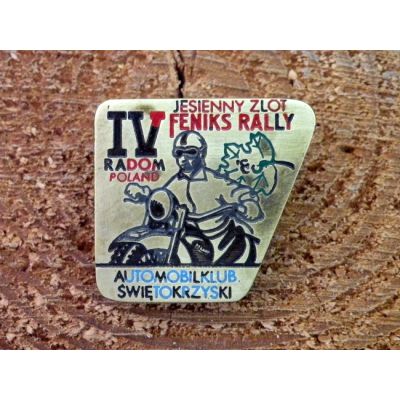 JESIENNY ZLOT
IV FENIKS RALLY
RADOM
POLAND
AUTOMOBILKLUB
ŚWIĘTOKRZYSKI